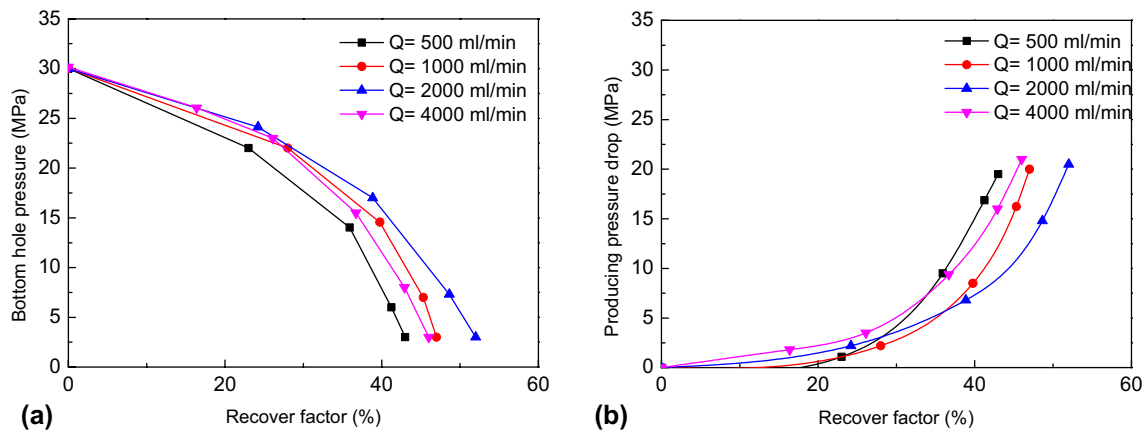 35
30
25
20
15
10
5
0
Bottom hole pressure (MPa)
Q= 500 ml/min
Q= 1000 ml/min
Q= 2000 ml/min
Q= 4000 ml/min
0 20 40 60
Recover factor (%)
(a)
35
30
25
20
15
10
5
0
Producing pressure drop (MPa)
Q= 500 ml/min
Q= 1000 ml/min
Q= 2000 ml/min
Q= 4000 ml/min
0 20 40 60
Recover factor (%)
(b)